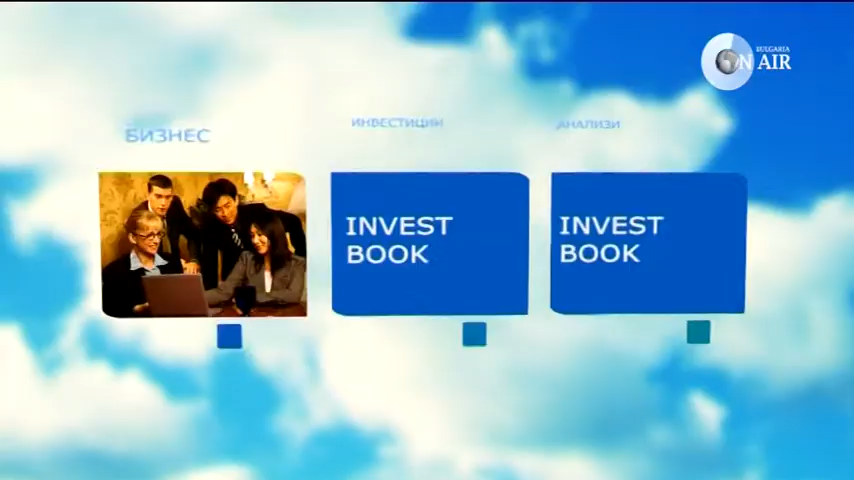 BULGARIA
ON AIR
БИЗНЕС
ИНВЕСТИЦИИ
АНАЛИЗИ
INVEST
BOOK
INVEST
BOOK